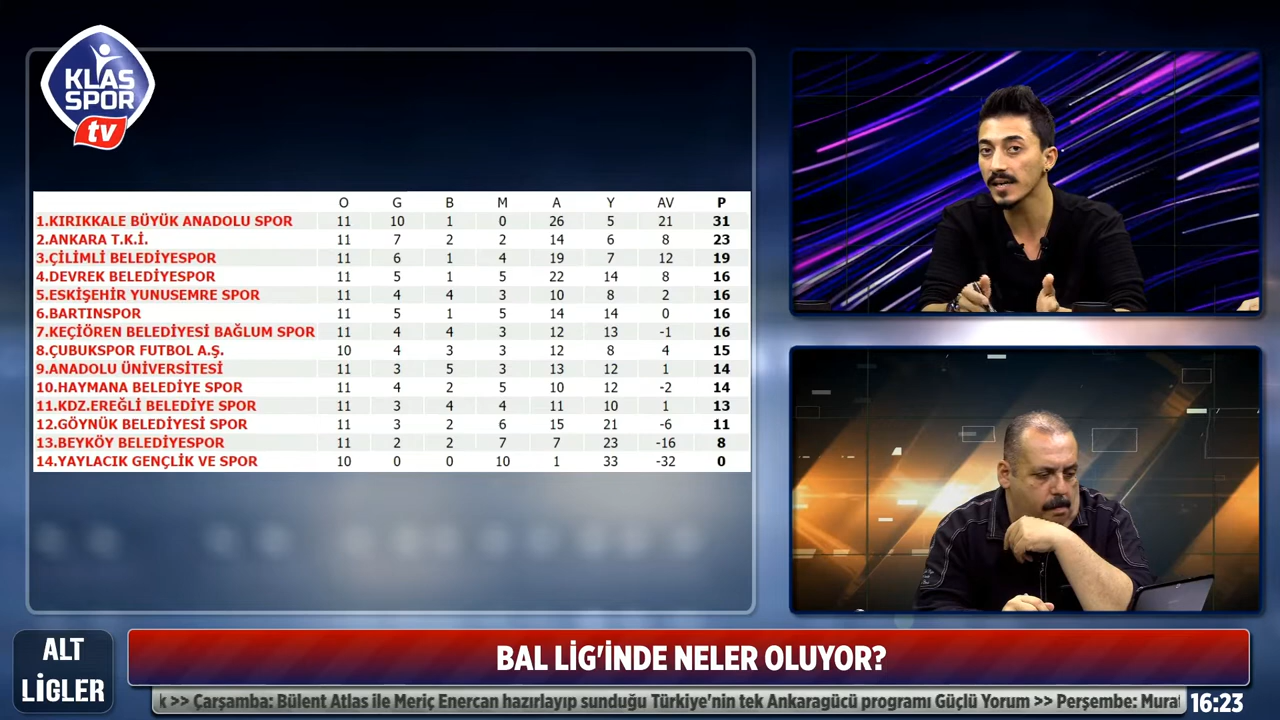 KLAS
SPOR
tv
O G B M A Y AV P
1.KIRIKKALE BÜYÜK ANADOLU SPOR 11 10 1 0 26 5 21 31
2.ANKARA T.K.İ. 11 7 2 2 14 6 8 23
3.ÇİLİMLİ BELEDİYESPOR 11 6 1 4 19 7 12 19
4.DEVREK BELEDİYESPOR 11 5 1 5 22 14 8 16
5.ESKİŞEHİR YUNUSEMRE SPOR 11 4 4 3 10 8 2 16
6.BARTINSPOR 11 5 1 5 14 14 0 16
7.KEÇİÖREN BELEDİYESİ BAĞLUM SPOR 11 4 4 3 12 13 -1 16
8.ÇUBUKSPOR FUTBOL A.Ş. 10 4 3 3 12 8 4 15
9.ANADOLU ÜNİVERSİTESİ 11 3 5 3 13 12 1 14
10.HAYMANA BELEDİYE SPOR 11 4 2 5 10 12 -2 14
11.KDZ.EREĞLİ BELEDİYE SPOR 11 3 4 4 11 10 1 13
12.GÖYNÜK BELEDİYESİ SPOR 11 3 2 6 15 21 -6 11
13.BEYKÖY BELEDİYESPOR 11 2 2 7 7 23 -16 8
14.YAYLACIK GENÇLİK VE SPOR 10 0 0 10 1 33 -32 0
ALT
LİGLER
BAL LİG'İNDE NELER OLUYOR?
k >> Çarşamba: Bülent Atlas ile Meriç Enercan hazırlayıp sunduğu Türkiye'nin tek Ankaragücü programı Güçlü Yorum >> Perşembe: Mura
16:23